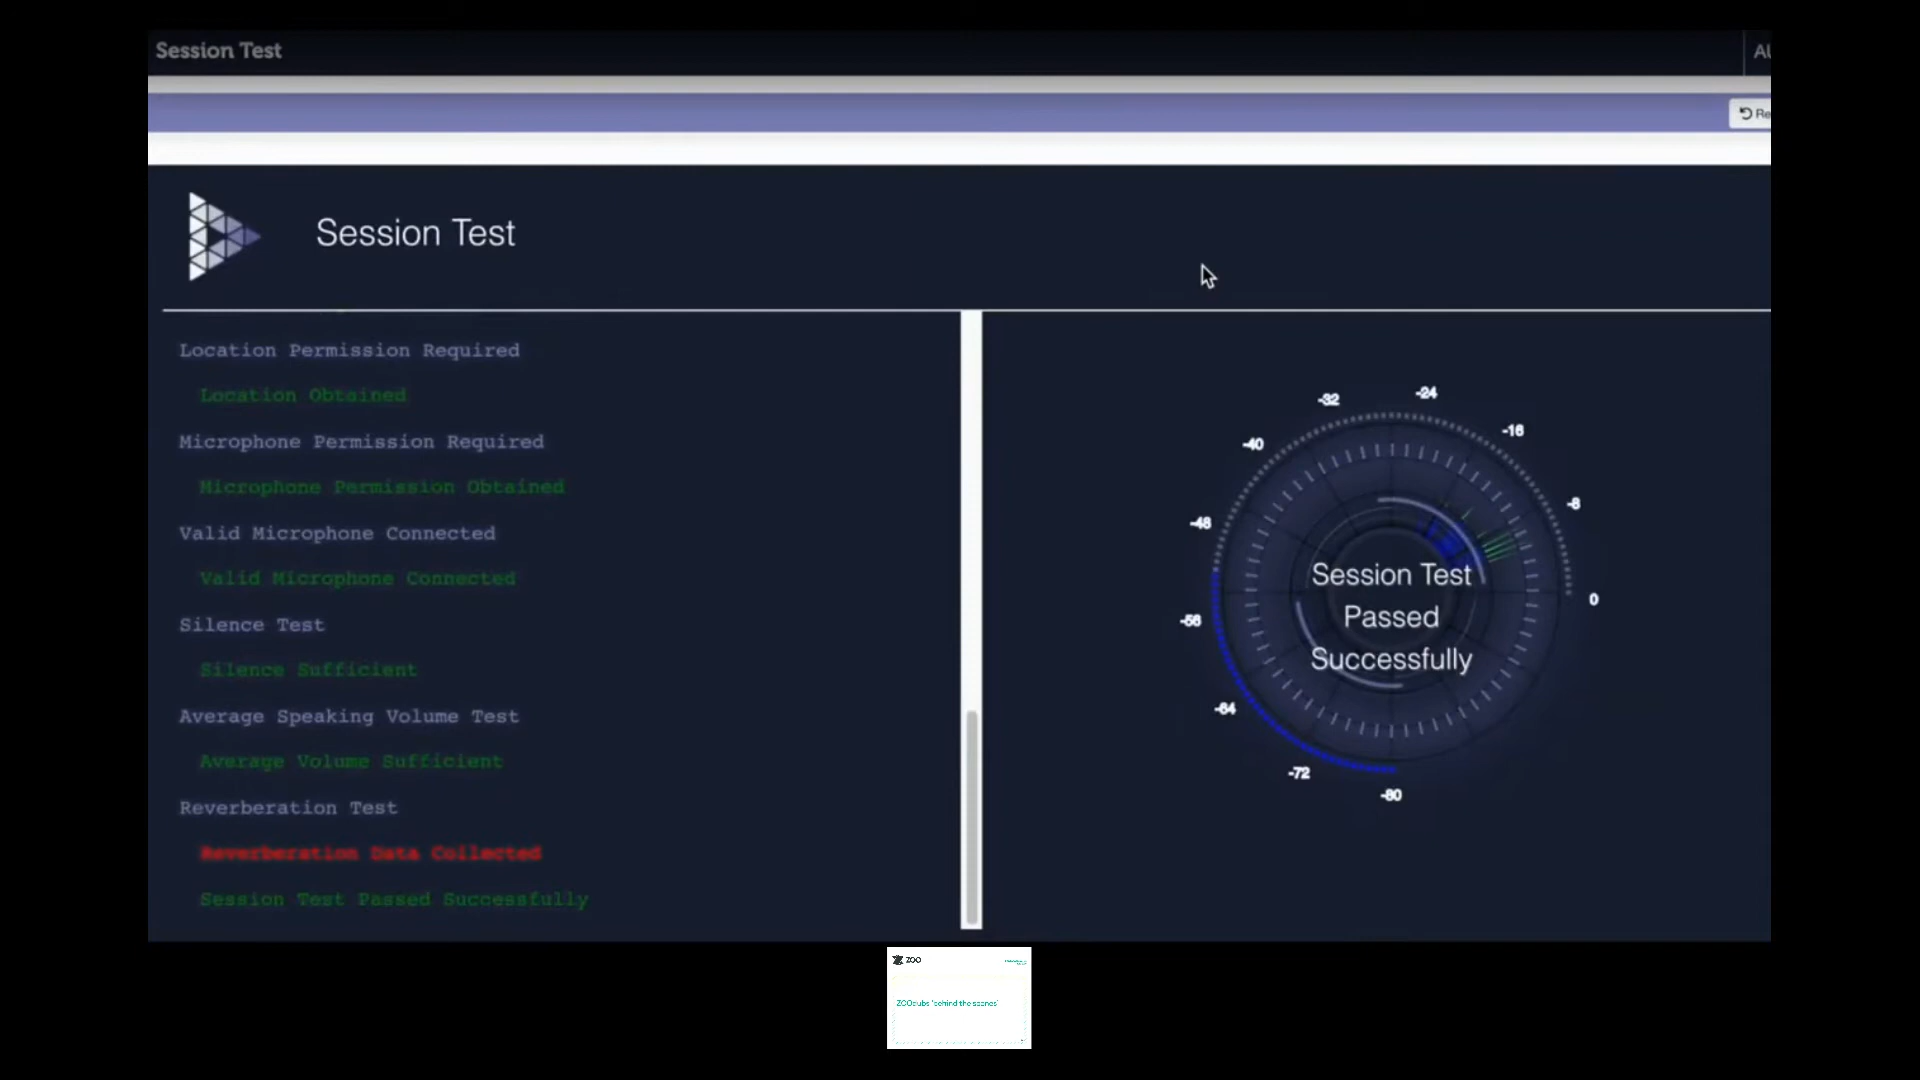 Session Test
Session Test
Location Permission Required
Location Obtained
Microphone Permission Required
Microphone Permission Obtained
Valid Microphone Connected
Valid Microphone Connected
Silence Test
Silence Sufficient
Average Speaking Volume Test
Average Volume Sufficient
Reverberation Test
Reverberation Data Collected
Session Test Passed Successfully
-32
-24
-40
-16
-48
-8
Session Test
Passed
Successfully
-56
0
-64
-72
-80
ZOO
ZOOdubs 'behind the scenes'